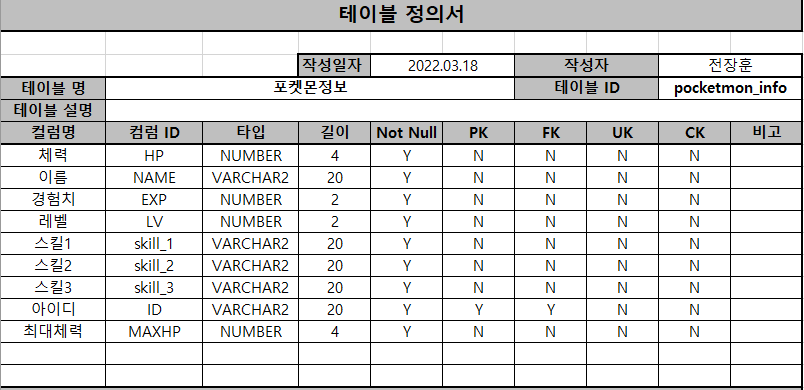 테이블 정의서
작성일자 2022.03.18 작성자 전장훈
테이블 명 포켓몬정보 테이블 ID pocketmon_info
테이블 설명
컬럼명 컴럼 ID 타입 길이 Not Null PK FK UK CK 비고
체력 HP NUMBER 4 Y N N N N
이름 NAME VARCHAR2 20 Y N N N N
경험치 EXP NUMBER 2 Y N N N N
레벨 LV NUMBER 2 Y N N N N
스킬1 skill_1 VARCHAR2 20 Y N N N N
스킬2 skill_2 VARCHAR2 20 Y N N N N
스킬3 skill_3 VARCHAR2 20 Y N N N N
아이디 ID VARCHAR2 20 Y Y Y N N
최대체력 MAXHP NUMBER 4 Y N N N N